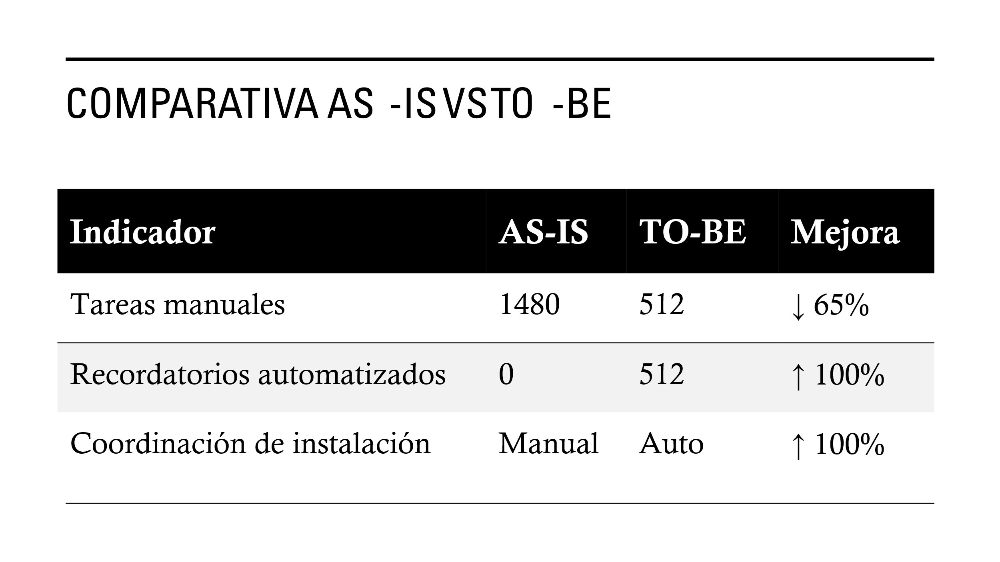 COMPARATIVA AS -IS VS TO -BE
Indicador AS-IS TO-BE Mejora
Tareas manuales 1480 512 ↓ 65%
Recordatorios automatizados 0 512 ↑ 100%
Coordinación de instalación Manual Auto ↑ 100%